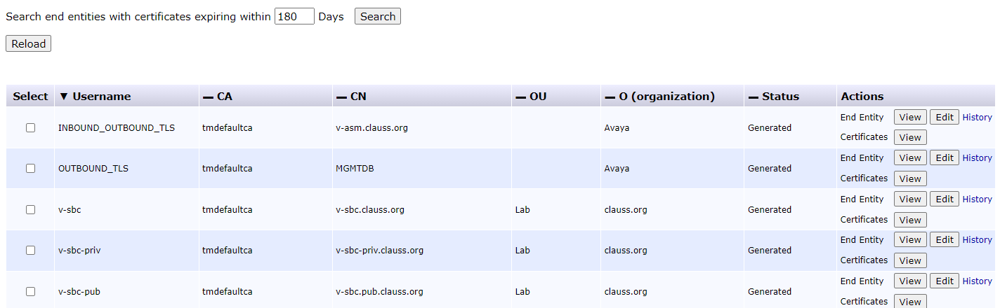 Search end entities with certificates expiring within 180 Days Search
Reload
Select ▼ Username — CA — CN — OU — O (organization) — Status Actions
INBOUND_OUTBOUND_TLS tmdefaultca v-asm.clauss.org Avaya Generated End Entity View Edit History
Certificates View
OUTBOUND_TLS tmdefaultca MGMTDB Avaya Generated End Entity View Edit History
Certificates View
v-sbc tmdefaultca v-sbc.clauss.org Lab clauss.org Generated End Entity View Edit History
Certificates View
v-sbc-priv tmdefaultca v-sbc-priv.clauss.org Lab clauss.org Generated End Entity View Edit History
Certificates View
v-sbc-pub tmdefaultca v-sbc.pub.clauss.org Lab clauss.org Generated End Entity View Edit History
Certificates View